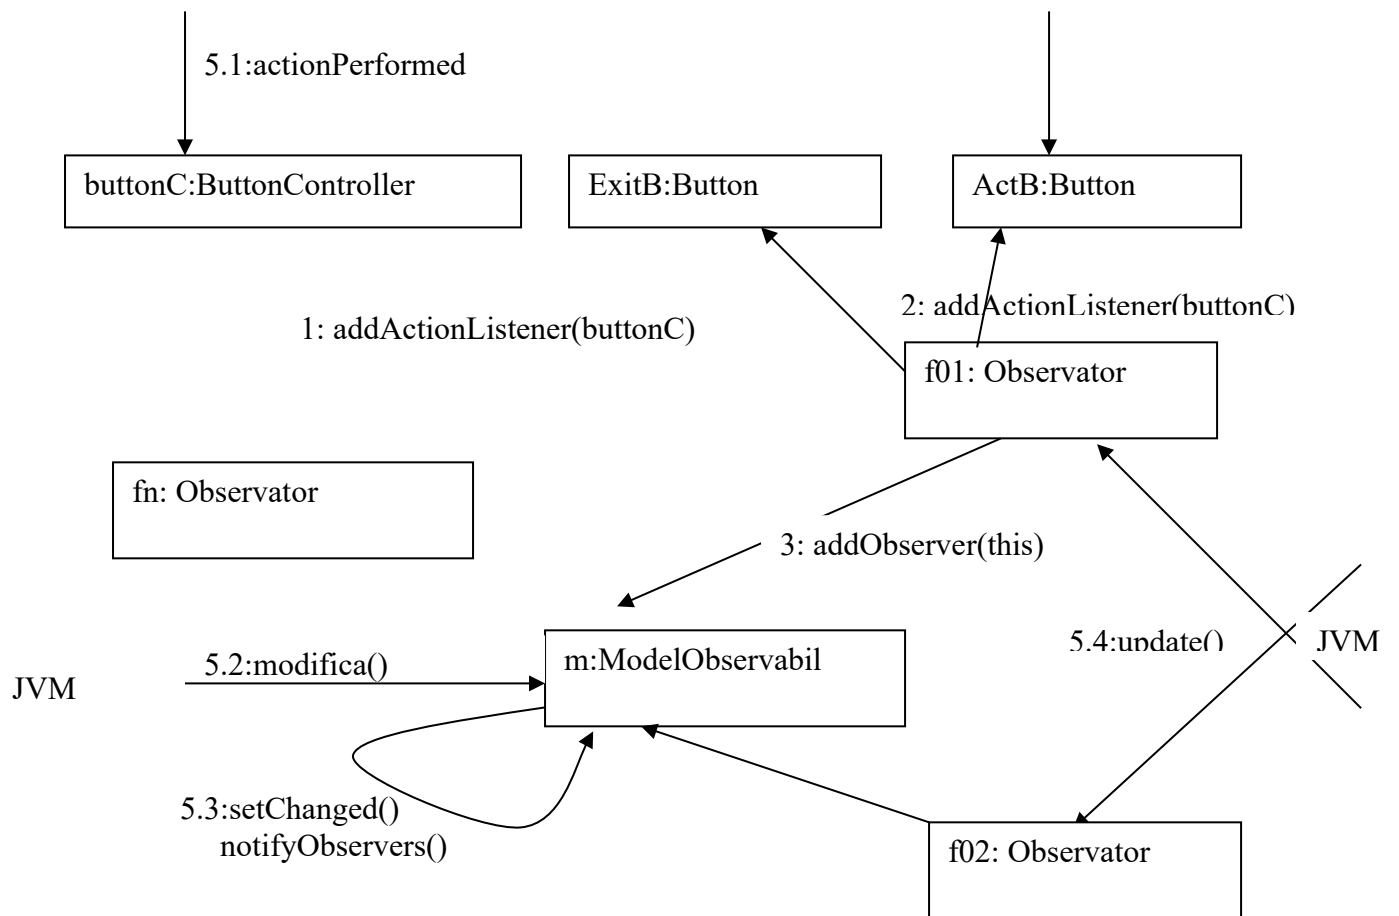 5.1:actionPerformed
buttonC:ButtonController
ExitB:Button
ActB:Button
1: addActionListener(buttonC)
2: addActionListener(buttonC)
f01: Observator
fn: Observator
3: addObserver(this)
5.4:update()
JVM
m:ModelObservabil
5.2:modifica()
JVM
5.3:setChanged()
notifyObservers()
f02: Observator